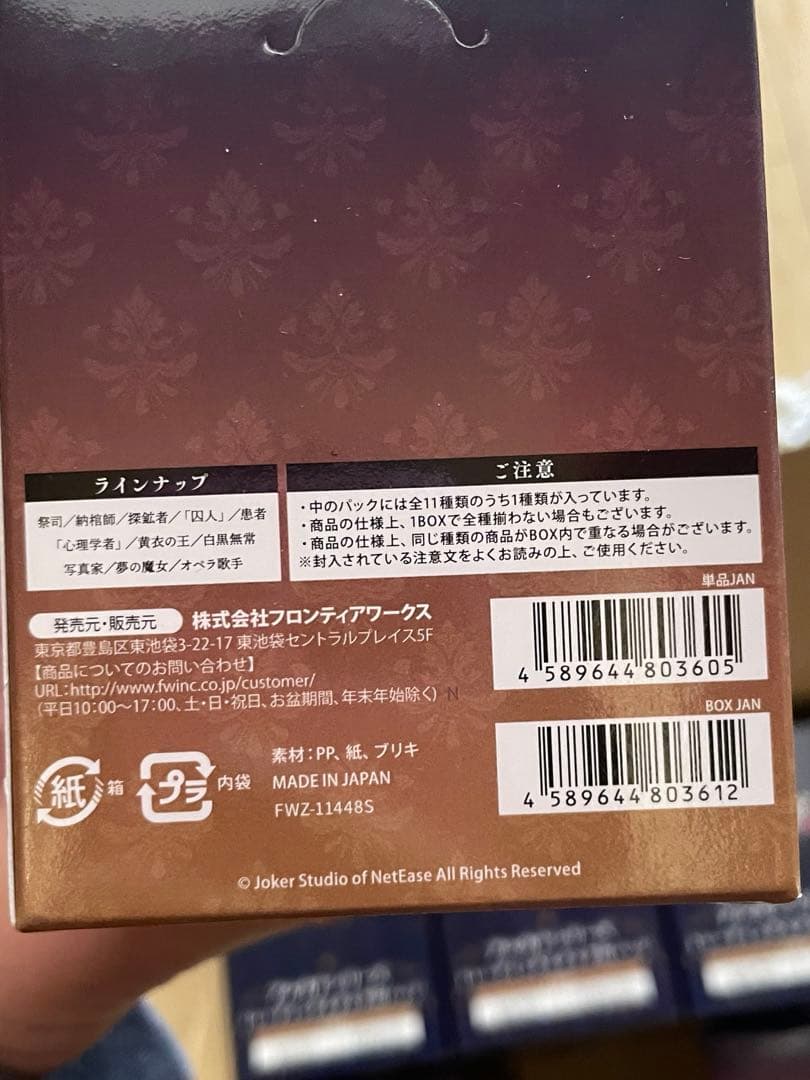 ラインナップ
祭司／納棺師／探鉱者／「囚人」／患者
「心理学者」／黄衣の王／白黒無常
写真家／夢の魔女／オペラ歌手
ご注意
・中のパックには全11種類のうち1種類が入っています。
・商品の仕様上、1BOXで全種揃わない場合もございます。
・商品の仕様上、同じ種類の商品がBOX内で重なる場合がございます。
※封入されている注意文をよくお読みの上、ご使用ください。
発売元・販売元 株式会社フロンティアワークス
東京都豊島区東池袋3-22-17 東池袋セントラルプレイス5F
【商品についてのお問い合わせ】
URL：http://www.fwinc.co.jp/customer/
（平日10：00～17：00、土・日・祝日、お盆期間、年末年始除く） N
単品JAN
4 589644 803605
BOX JAN
4 589644 803612
紙 箱
プラ 内袋
素材：PP、紙、ブリキ
MADE IN JAPAN
FWZ-11448S
© Joker Studio of NetEase All Rights Reserved